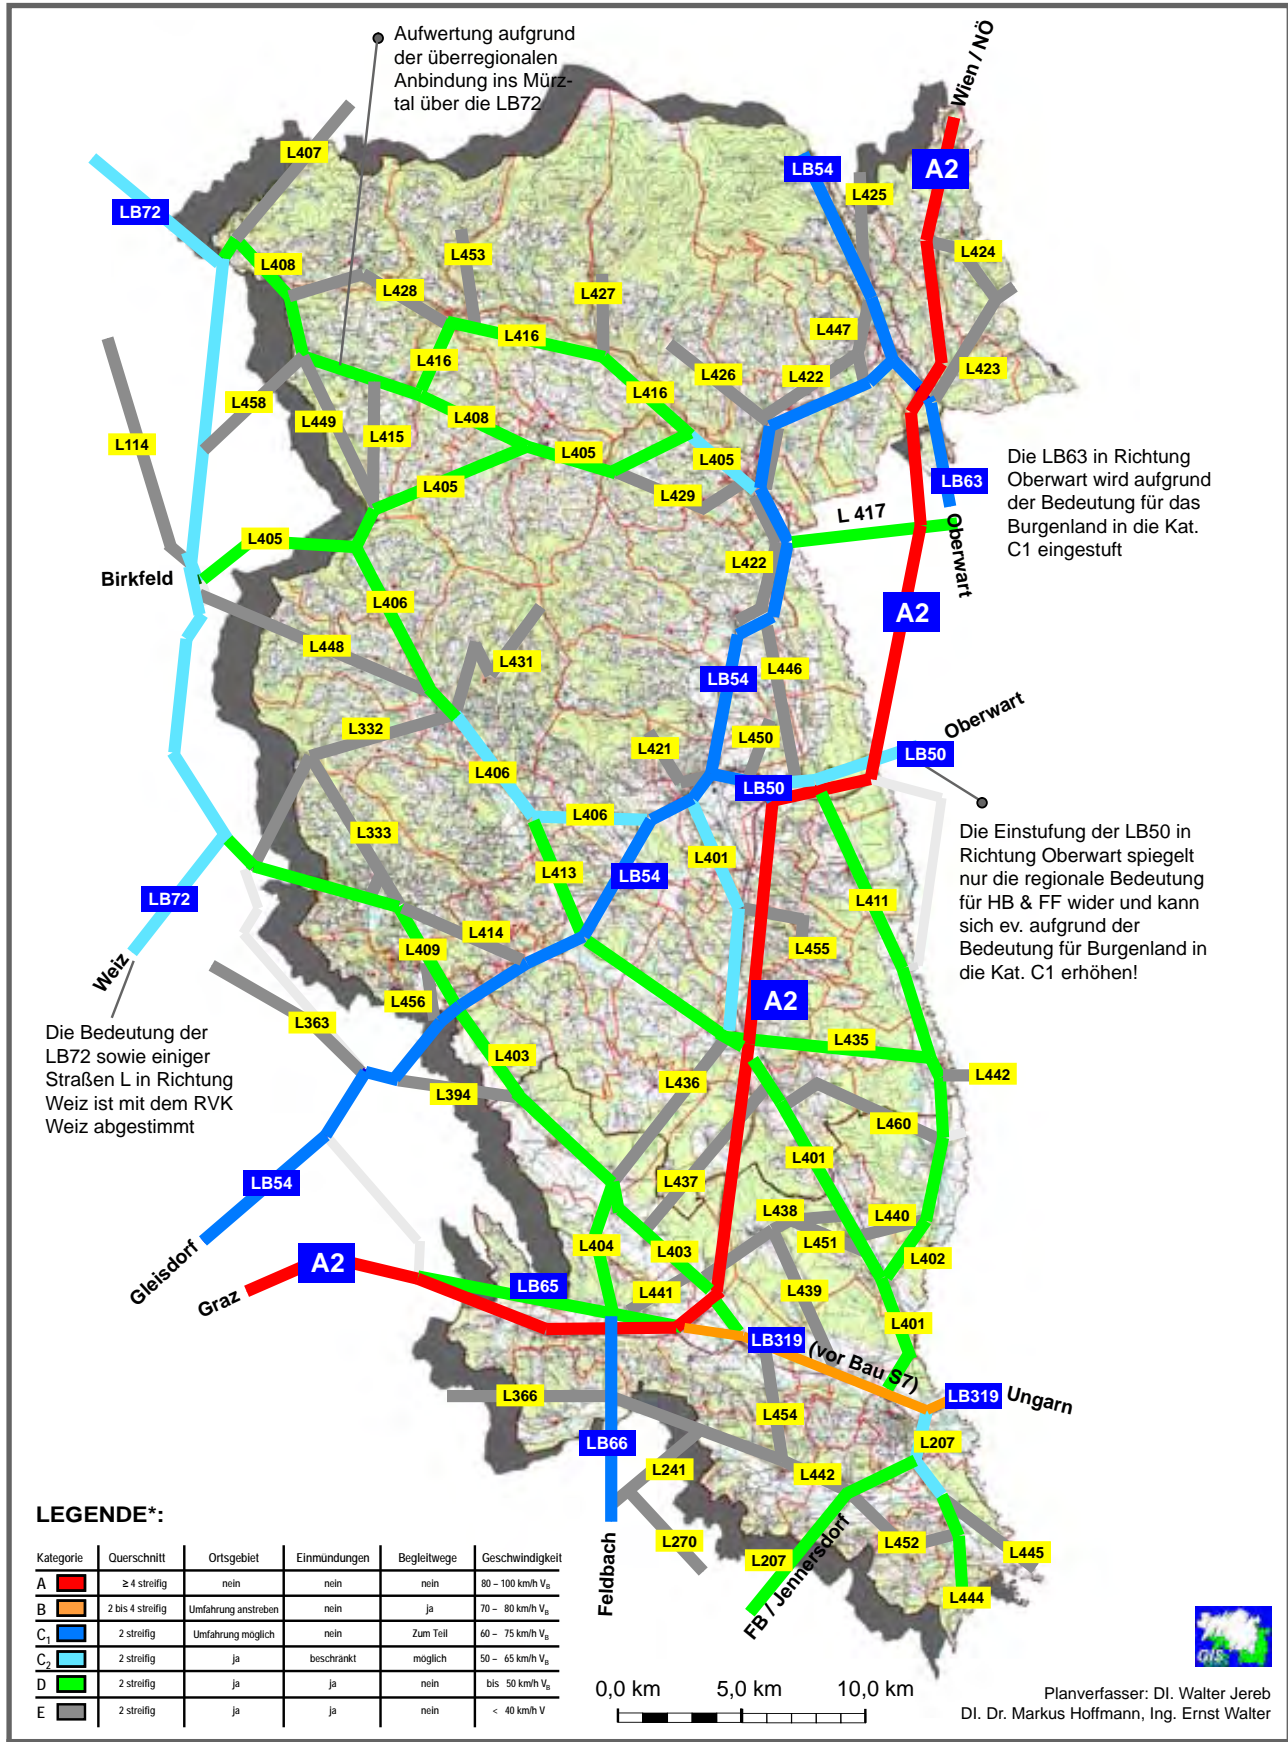 Aufwertung aufgrund
der überregionalen
Anbindung ins Mürz-
tal über die LB72
Wien / NÖ
A2
LB54
L407
L425
LB72
L424
L408
L453
L428
L427
L447
L416
L416
L426
L422
L423
L458
L449
L416
L408
L415
L114
L405
L405
L405
L429
LB63
Die LB63 in Richtung
Oberwart wird aufgrund
der Bedeutung für das
Burgenland in die Kat.
C1 eingestuft
L 417
Oberwart
L405
Birkfeld
L422
L406
A2
L448
L431
L446
LB54
L332
L421
L450
Oberwart
LB50
L406
LB50
L406
L333
L401
L413
LB54
Die Einstufung der LB50 in
Richtung Oberwart spiegelt
nur die regionale Bedeutung
für HB & FF wider und kann
sich ev. aufgrund der
Bedeutung für Burgenland in
die Kat. C1 erhöhen!
LB72
L411
L414
L409
L455
Weiz
A2
L456
L363
Die Bedeutung der
LB72 sowie einiger
Straßen L in Richtung
Weiz ist mit dem RVK
Weiz abgestimmt
L403
L435
L436
L442
L394
L460
L401
LB54
L437
L438
L440
L451
L404
L403
L402
Gleisdorf
A2
Graz
LB65
L441
L439
L401
LB319
(vor Bau S7)
L366
LB319
Ungarn
L454
LB66
L207
L241
L442
L270
L452
L445
L207
L444
Feldbach
FB / Jennersdorf
LEGENDE*:
Kategorie Querschnitt Ortsgebiet Einmündungen Begleitwege Geschwindigkeit
A ≥ 4 streifig nein nein nein 80 – 100 km/h VB
B 2 bis 4 streifig Umfahrung anstreben nein ja 70 – 80 km/h VB
C1 2 streifig Umfahrung möglich nein Zum Teil 60 – 75 km/h VB
C2 2 streifig ja beschränkt möglich 50 – 65 km/h VB
D 2 streifig ja ja nein bis 50 km/h VB
E 2 streifig ja ja nein < 40 km/h V
0,0 km 5,0 km 10,0 km
GIS
Planverfasser: DI. Walter Jereb
DI. Dr. Markus Hoffmann, Ing. Ernst Walter